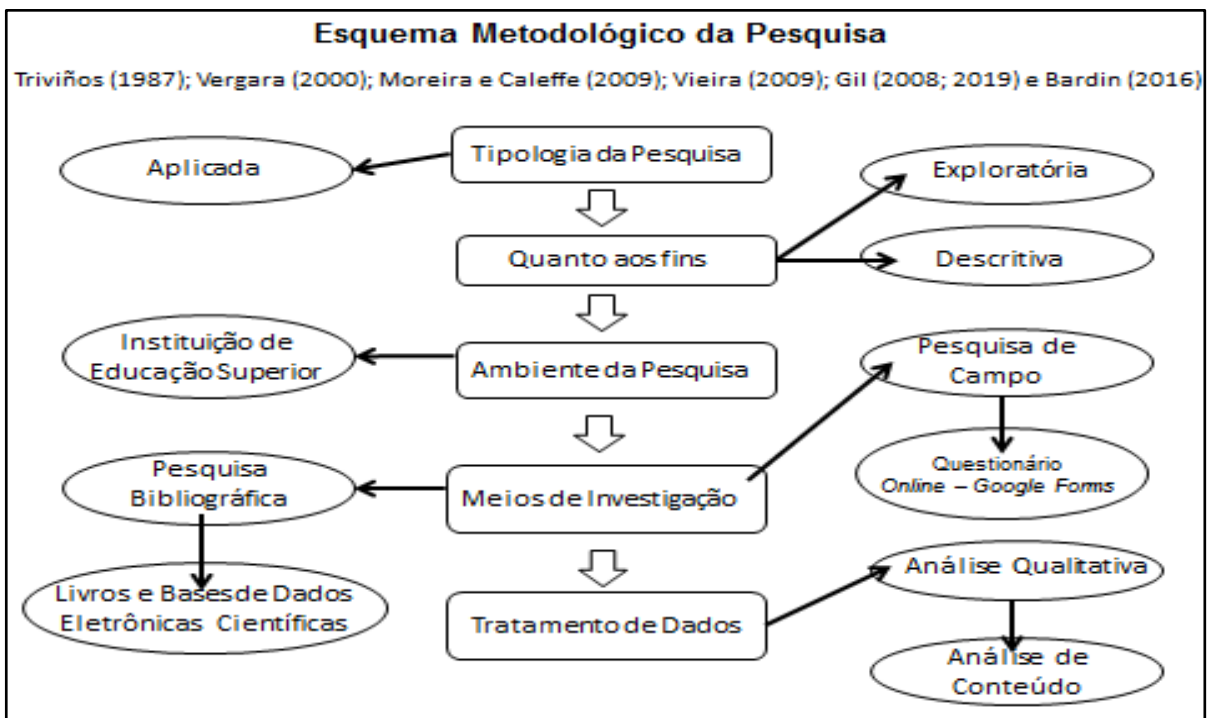 Esquema Metodológico da Pesquisa
Triviños (1987); Vergara (2000); Moreira e Caleffe (2009); Vieira (2009); Gil (2008; 2019) e Bardin (2016)
Tipologia da Pesquisa
Aplicada
Quanto aos fins
Exploratória
Descritiva
Ambiente da Pesquisa
Instituição de
Educação Superior
Meios de Investigação
Pesquisa de
Campo
Questionário
Online – Google Forms
Pesquisa
Bibliográfica
Livros e Bases de Dados
Eletrônicas Científicas
Tratamento de Dados
Análise Qualitativa
Análise de
Conteúdo